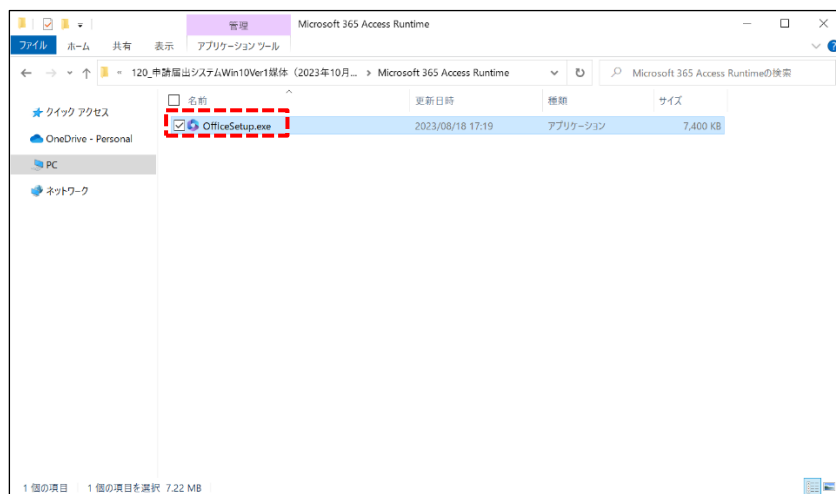 管理
Microsoft 365 Access Runtime
ファイル ホーム 共有 表示 アプリケーション ツール
« 120_申請届出システムWin10Ver1媒体（2023年10月... > Microsoft 365 Access Runtime
Microsoft 365 Access Runtimeの検索
名前 更新日時 種類 サイズ
クイック アクセス
OfficeSetup.exe 2023/08/18 17:19 アプリケーション 7,400 KB
OneDrive - Personal
PC
ネットワーク
1 個の項目 1 個の項目を選択 7.22 MB